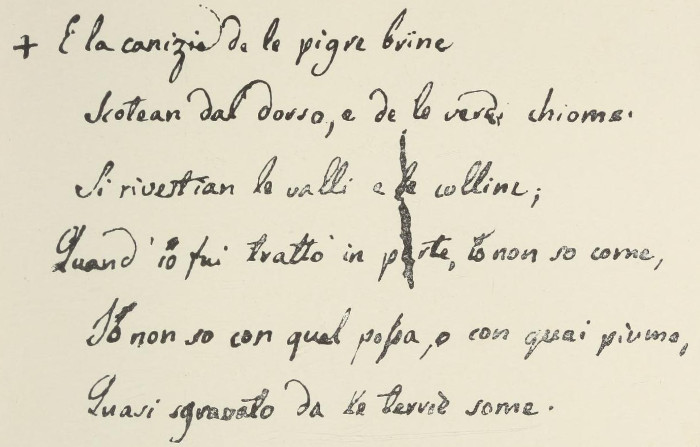 + E la canizie de le pigre brine
Scotean dal dorso, e de le verdi chiome.
Si rivestian le valli e le colline;
Quand'io fui tratto in parte, Io non so come,
Io non so con qual possa, o con quai piume,
Quasi sgravato da le terree some.